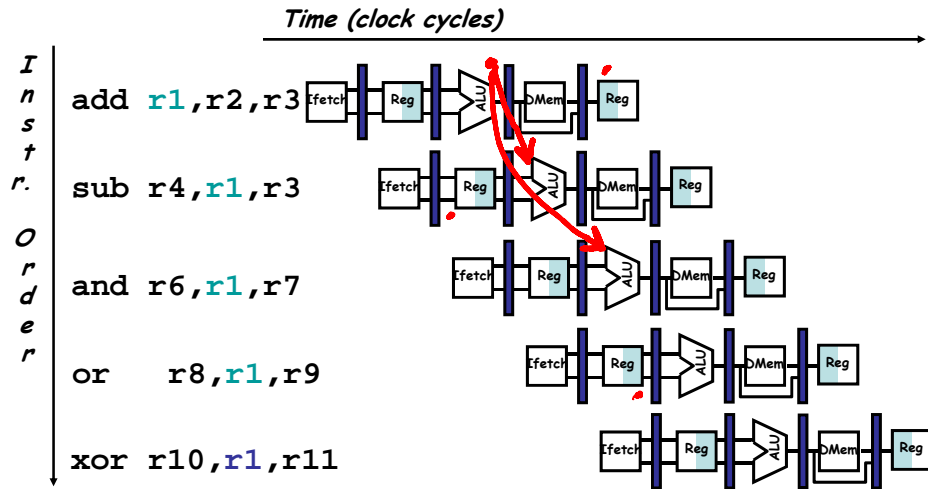 Time (clock cycles)
Instr. Order
add r1,r2,r3 Ifetch Reg ALU DMem Reg
sub r4,r1,r3 Ifetch Reg ALU DMem Reg
and r6,r1,r7 Ifetch Reg ALU DMem Reg
or r8,r1,r9 Ifetch Reg ALU DMem Reg
xor r10,r1,r11 Ifetch Reg ALU DMem Reg